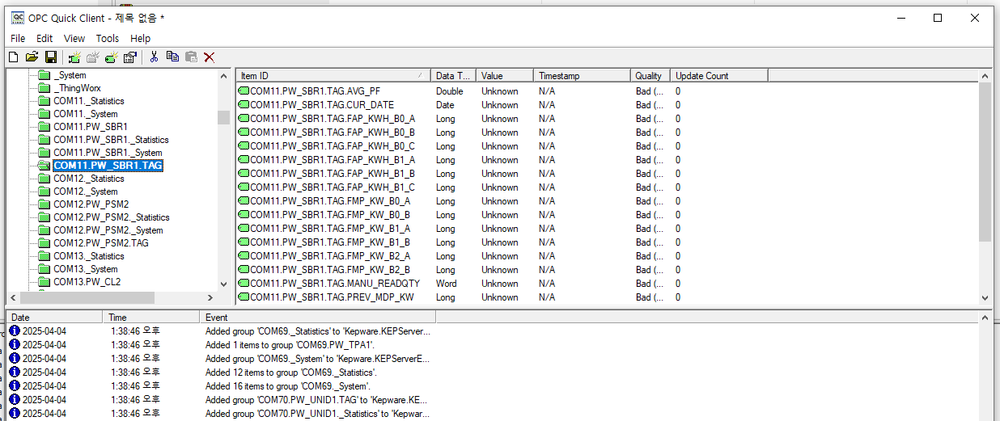 OPC Quick Client - 제목 없음 *
File Edit View Tools Help
_System
_ThingWorx
COM11._Statistics
COM11._System
COM11.PW_SBR1
COM11.PW_SBR1._Statistics
COM11.PW_SBR1._System
COM11.PW_SBR1.TAG
COM12._Statistics
COM12._System
COM12.PW_PSM2
COM12.PW_PSM2._Statistics
COM12.PW_PSM2._System
COM12.PW_PSM2.TAG
COM13._Statistics
COM13._System
COM13.PW_CL2
Item ID Data T... Value Timestamp Quality Update Count
COM11.PW_SBR1.TAG.AVG_PF Double Unknown N/A Bad (... 0
COM11.PW_SBR1.TAG.CUR_DATE Date Unknown N/A Bad (... 0
COM11.PW_SBR1.TAG.FAP_KWH_B0_A Long Unknown N/A Bad (... 0
COM11.PW_SBR1.TAG.FAP_KWH_B0_B Long Unknown N/A Bad (... 0
COM11.PW_SBR1.TAG.FAP_KWH_B0_C Long Unknown N/A Bad (... 0
COM11.PW_SBR1.TAG.FAP_KWH_B1_A Long Unknown N/A Bad (... 0
COM11.PW_SBR1.TAG.FAP_KWH_B1_B Long Unknown N/A Bad (... 0
COM11.PW_SBR1.TAG.FAP_KWH_B1_C Long Unknown N/A Bad (... 0
COM11.PW_SBR1.TAG.FMP_KW_B0_A Long Unknown N/A Bad (... 0
COM11.PW_SBR1.TAG.FMP_KW_B0_B Long Unknown N/A Bad (... 0
COM11.PW_SBR1.TAG.FMP_KW_B1_A Long Unknown N/A Bad (... 0
COM11.PW_SBR1.TAG.FMP_KW_B1_B Long Unknown N/A Bad (... 0
COM11.PW_SBR1.TAG.FMP_KW_B2_A Long Unknown N/A Bad (... 0
COM11.PW_SBR1.TAG.FMP_KW_B2_B Long Unknown N/A Bad (... 0
COM11.PW_SBR1.TAG.MANU_READQTY Word Unknown N/A Bad (... 0
COM11.PW_SBR1.TAG.PREV_MDP_KW Long Unknown N/A Bad (... 0
Date Time Event
2025-04-04 1:38:46 오후 Added group 'COM69._Statistics' to 'Kepware.KEPServer...
2025-04-04 1:38:46 오후 Added 1 items to group 'COM69.PW_TPA1'.
2025-04-04 1:38:46 오후 Added group 'COM69._System' to 'Kepware.KEPServerE...
2025-04-04 1:38:46 오후 Added 12 items to group 'COM69._Statistics'.
2025-04-04 1:38:46 오후 Added 16 items to group 'COM69._System'.
2025-04-04 1:38:46 오후 Added group 'COM70.PW_UNID1.TAG' to 'Kepware.KE...
2025-04-04 1:38:46 오후 Added group 'COM70.PW_UNID1._Statistics' to 'Kepwar...